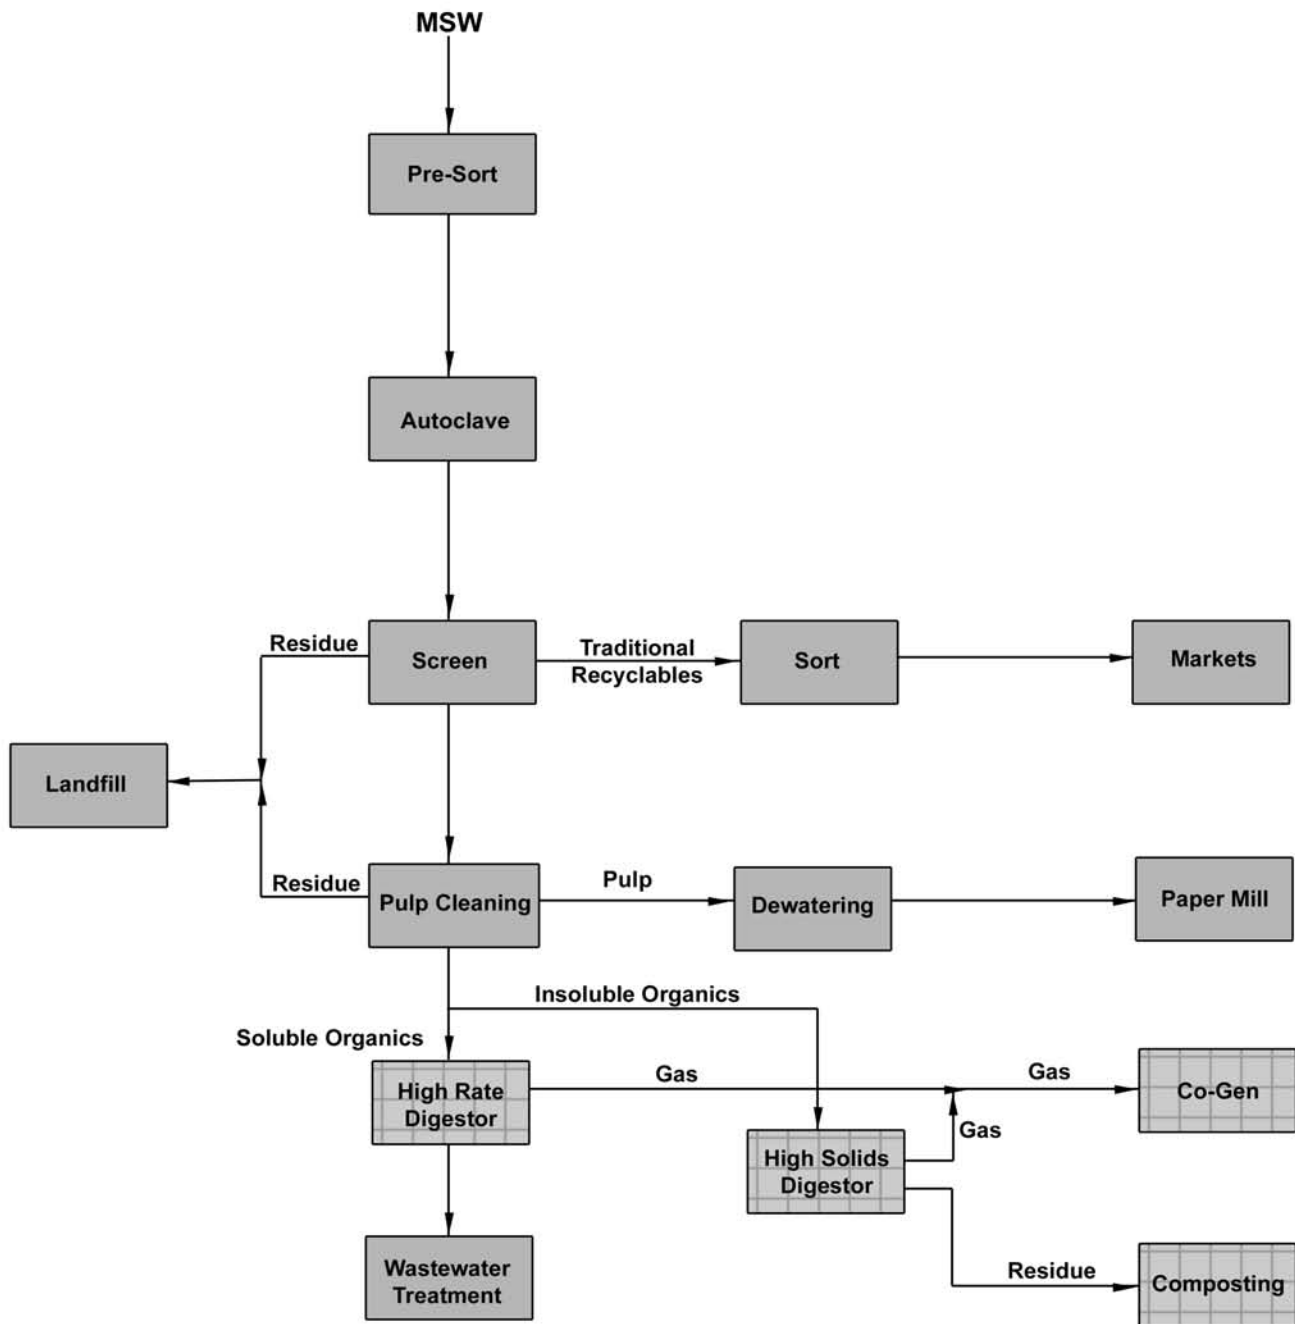 MSW
Pre-Sort
Autoclave
Residue
Screen
Traditional
Recyclables
Sort
Markets
Landfill
Residue
Pulp Cleaning
Pulp
Dewatering
Paper Mill
Insoluble Organics
Soluble Organics
High Rate
Digestor
Gas
Gas
Co-Gen
Gas
High Solids
Digestor
Wastewater
Treatment
Residue
Composting